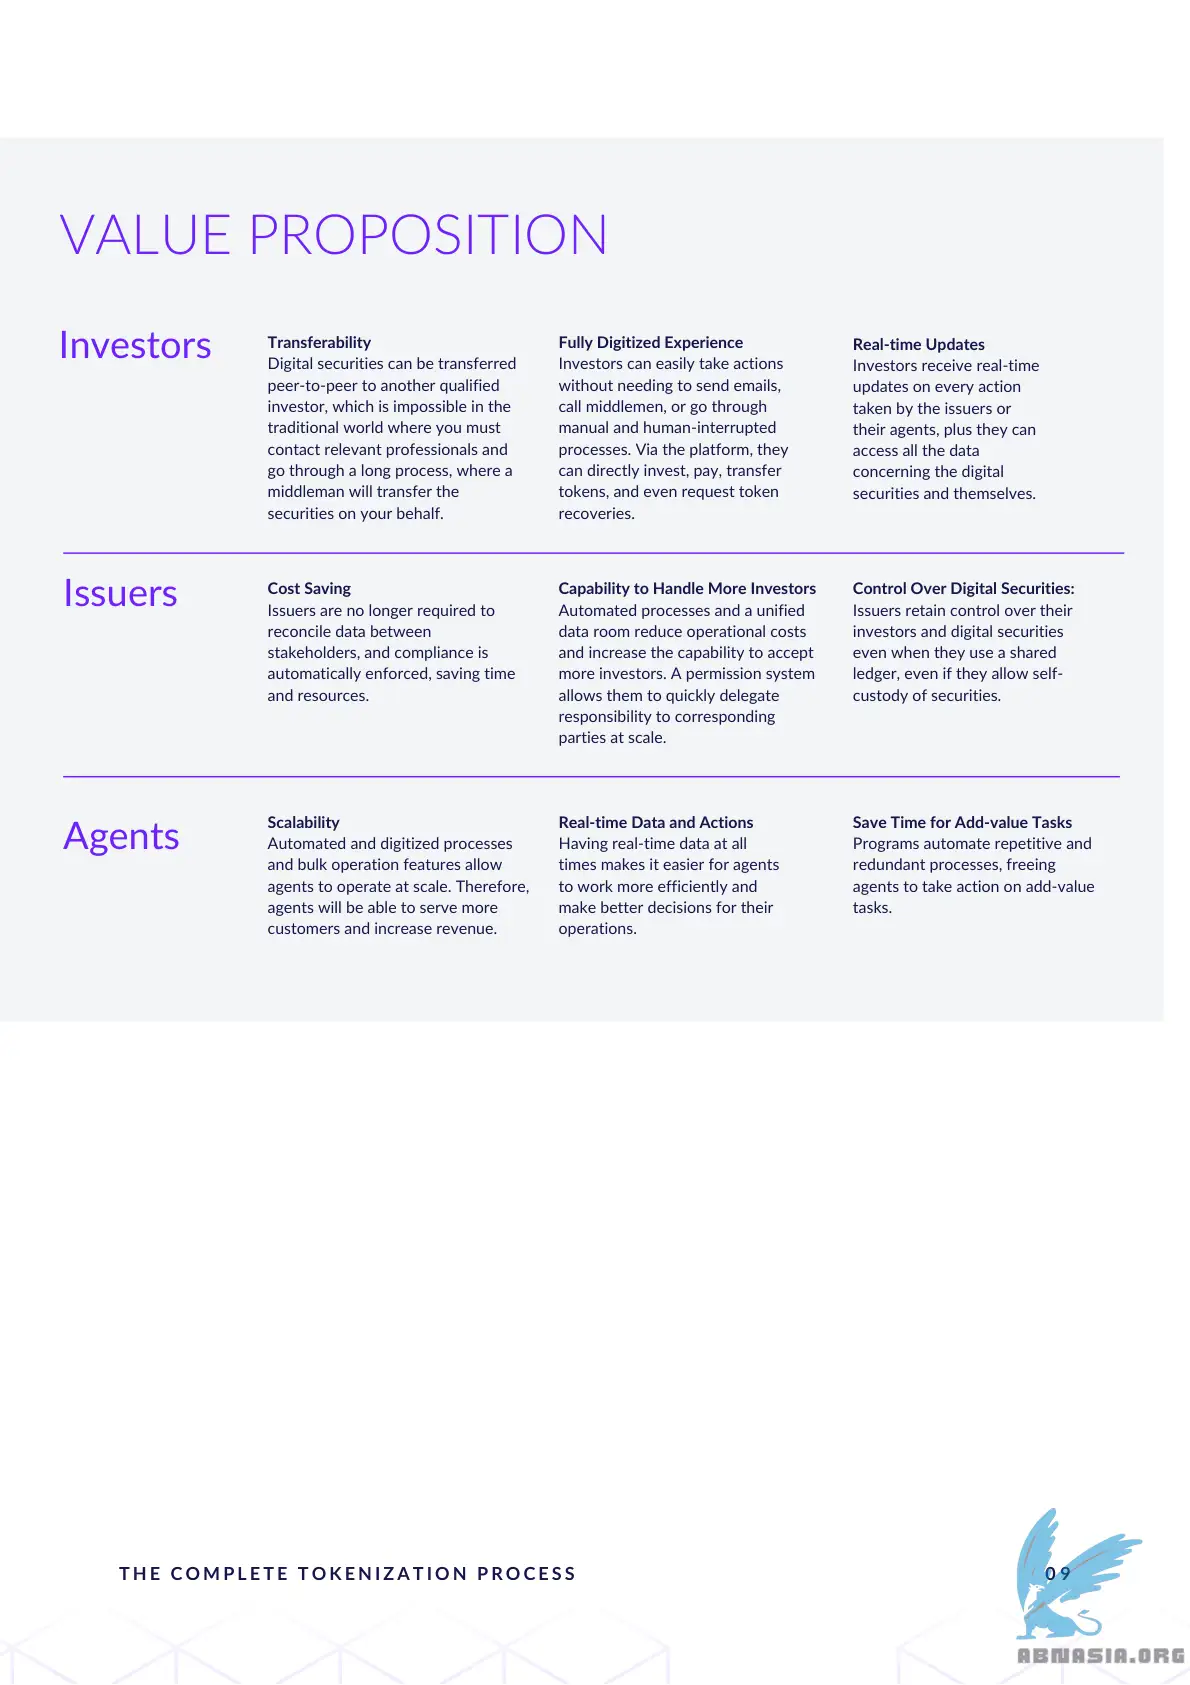 VALUE PROPOSITION
Investors
Transferability
Digital securities can be transferred
peer-to-peer to another qualified
investor, which is impossible in the
traditional world where you must
contact relevant professionals and
go through a long process, where a
middleman will transfer the
securities on your behalf.
Fully Digitized Experience
Investors can easily take actions
without needing to send emails,
call middlemen, or go through
manual and human-interrupted
processes. Via the platform, they
can directly invest, pay, transfer
tokens, and even request token
recoveries.
Real-time Updates
Investors receive real-time
updates on every action
taken by the issuers or
their agents, plus they can
access all the data
concerning the digital
securities and themselves.
Issuers
Cost Saving
Issuers are no longer required to
reconcile data between
stakeholders, and compliance is
automatically enforced, saving time
and resources.
Capability to Handle More Investors
Automated processes and a unified
data room reduce operational costs
and increase the capability to accept
more investors. A permission system
allows them to quickly delegate
responsibility to corresponding
parties at scale.
Control Over Digital Securities:
Issuers retain control over their
investors and digital securities
even when they use a shared
ledger, even if they allow self-
custody of securities.
Agents
Scalability
Automated and digitized processes
and bulk operation features allow
agents to operate at scale. Therefore,
agents will be able to serve more
customers and increase revenue.
Real-time Data and Actions
Having real-time data at all
times makes it easier for agents
to work more efficiently and
make better decisions for their
operations.
Save Time for Add-value Tasks
Programs automate repetitive and
redundant processes, freeing
agents to take action on add-value
tasks.
THE COMPLETE TOKENIZATION PROCESS
09
ABNASIA.ORG